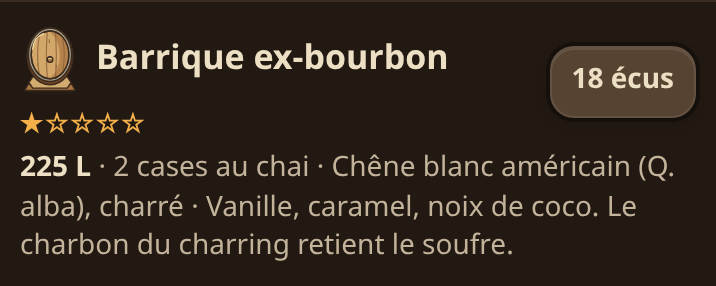 Barrique ex-bourbon
18 écus
★☆☆☆☆
225 L · 2 cases au chai · Chêne blanc américain (Q.
alba), charré · Vanille, caramel, noix de coco. Le
charbon du charring retient le soufre.